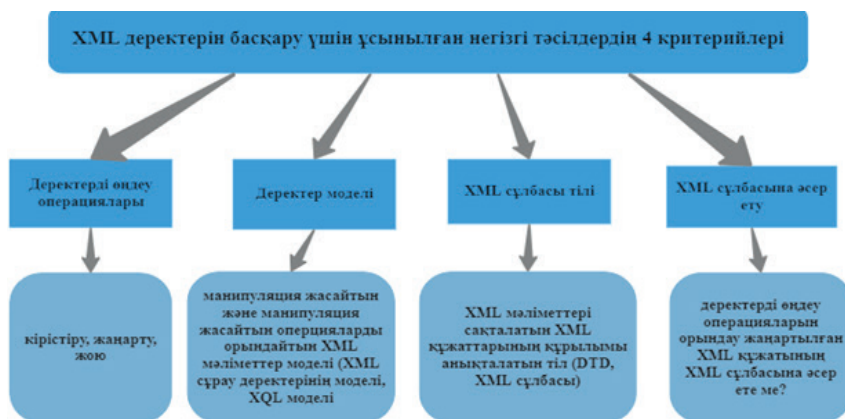 XML деректерін басқару үшін ұсынылған негізгі тәсілдердің 4 критерийлері
Деректерді өңдеу
операциялары
Деректер моделі
XML сұлбасы тілі
XML сұлбасына әсер
ету
кірістіру, жаңарту,
жою
манипуляция жасайтын
және манипуляция
жасайтын оперцияларды
орындайтын XML
мәліметтер моделі (XML
сұрау деректерінің моделі,
XQL моделі
XML мәліметтері
сақталатын XML
құжаттарының құрылымы
анықталатын тіл (DTD,
XML сұлбасы)
деректерді өңдеу
операцияларын
орындау жаңартылған
XML құжатының
XML сұлбасына әсер
ете ме?